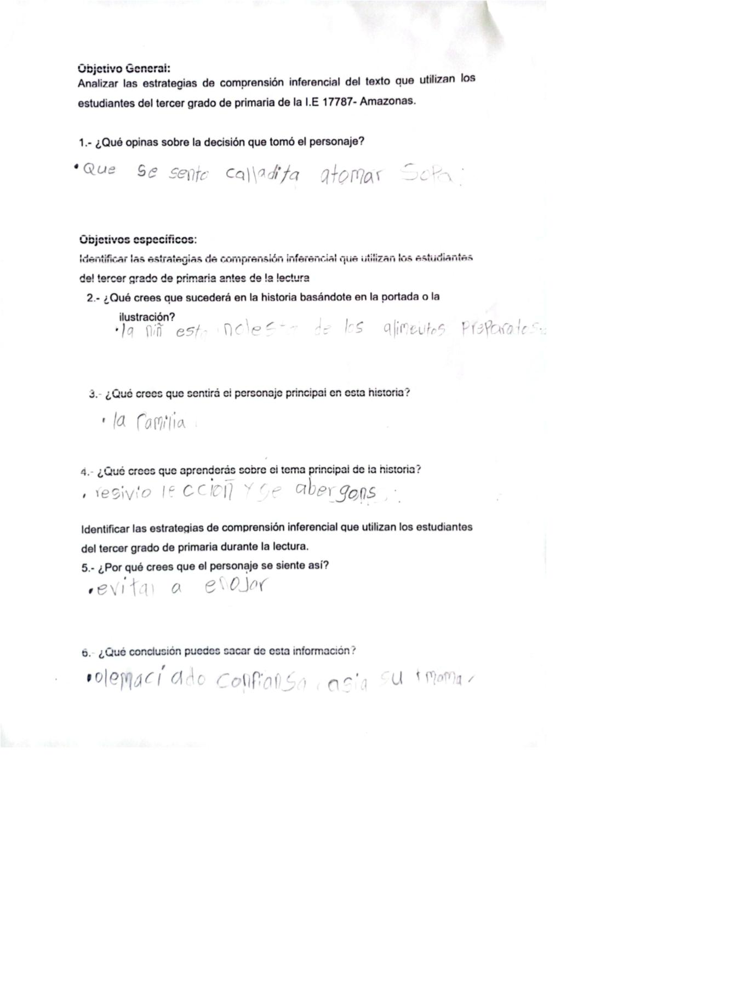 Objetivo General:
Analizar las estrategias de comprensión inferencial del texto que utilizan los
estudiantes del tercer grado de primaria de la I.E 17787- Amazonas.
1.- ¿Qué opinas sobre la decisión que tomó el personaje?
• Que se sento calladita atomar Sopa.
Objetivos específicos:
Identificar las estrategias de comprensión inferencial que utilizan los estudiantes
del tercer grado de primaria antes de la lectura
2.- ¿Qué crees que sucederá en la historia basándote en la portada o la
ilustración?
• la niñ esta de los alimeutos preparatos.
3.- ¿Qué crees que sentirá el personaje principal en esta historia?
• la familia
4.- ¿Qué crees que aprenderás sobre el tema principal de la historia?
• resivio leccioñ y se abergons
Identificar las estrategias de comprensión inferencial que utilizan los estudiantes
del tercer grado de primaria durante la lectura.
5.- ¿Por qué crees que el personaje se siente así?
• evitar a enojar
6.- ¿Qué conclusión puedes sacar de esta información?
• demaciado confiansa asia su mama